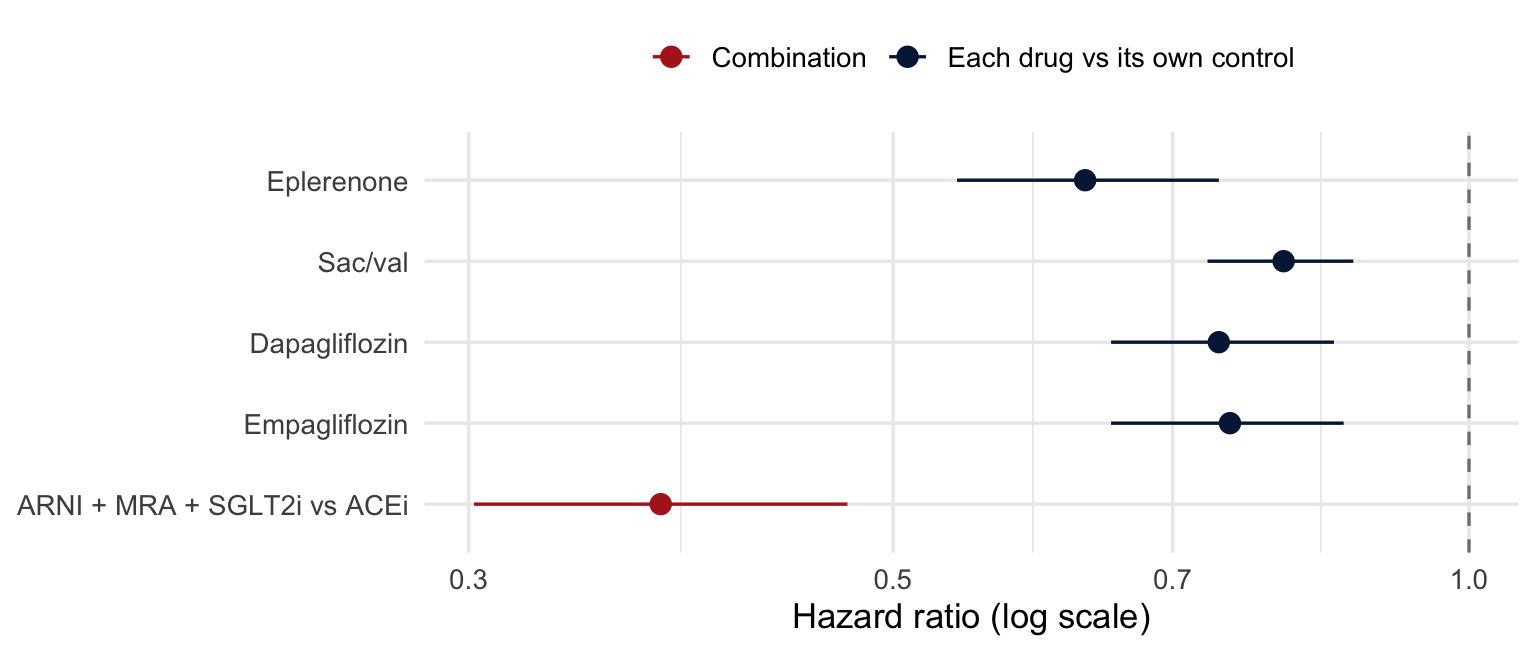 Combination Each drug vs its own control
Eplerenone
Sac/val
Dapagliflozin
Empagliflozin
ARNI + MRA + SGLT2i vs ACEi
0.3 0.5 0.7 1.0
Hazard ratio (log scale)